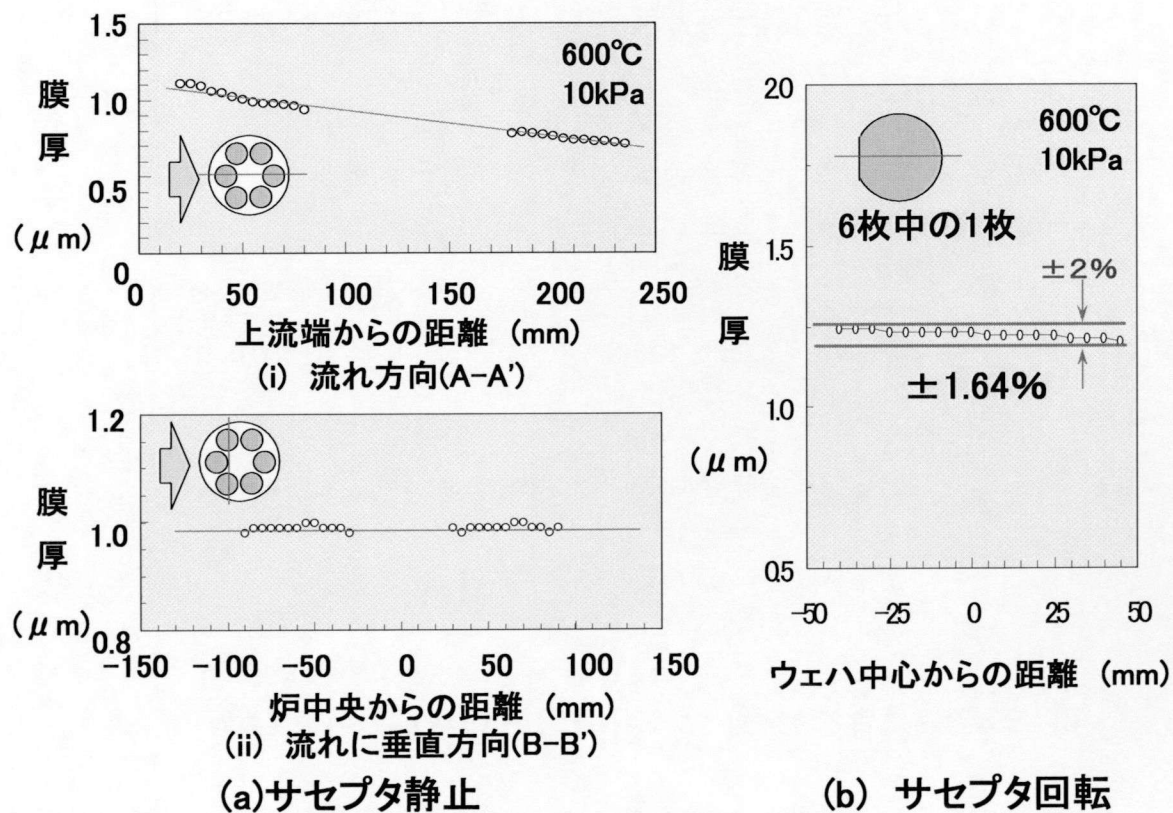 1.5
膜
厚
(μm)
1.0
0.5
0
600℃
10kPa
0 50 100 150 200 250
上流端からの距離 (mm)
(i) 流れ方向(A-A')
1.2
膜
厚
(μm)
1.0
0.8
-150 -100 -50 0 50 100 150
炉中央からの距離 (mm)
(ii) 流れに垂直方向(B-B')
(a)サセプタ静止
20
膜
厚
(μm)
1.5
1.0
0.5
600℃
10kPa
6枚中の1枚
±2%
±1.64%
-50 -25 0 25 50
ウェハ中心からの距離 (mm)
(b) サセプタ回転